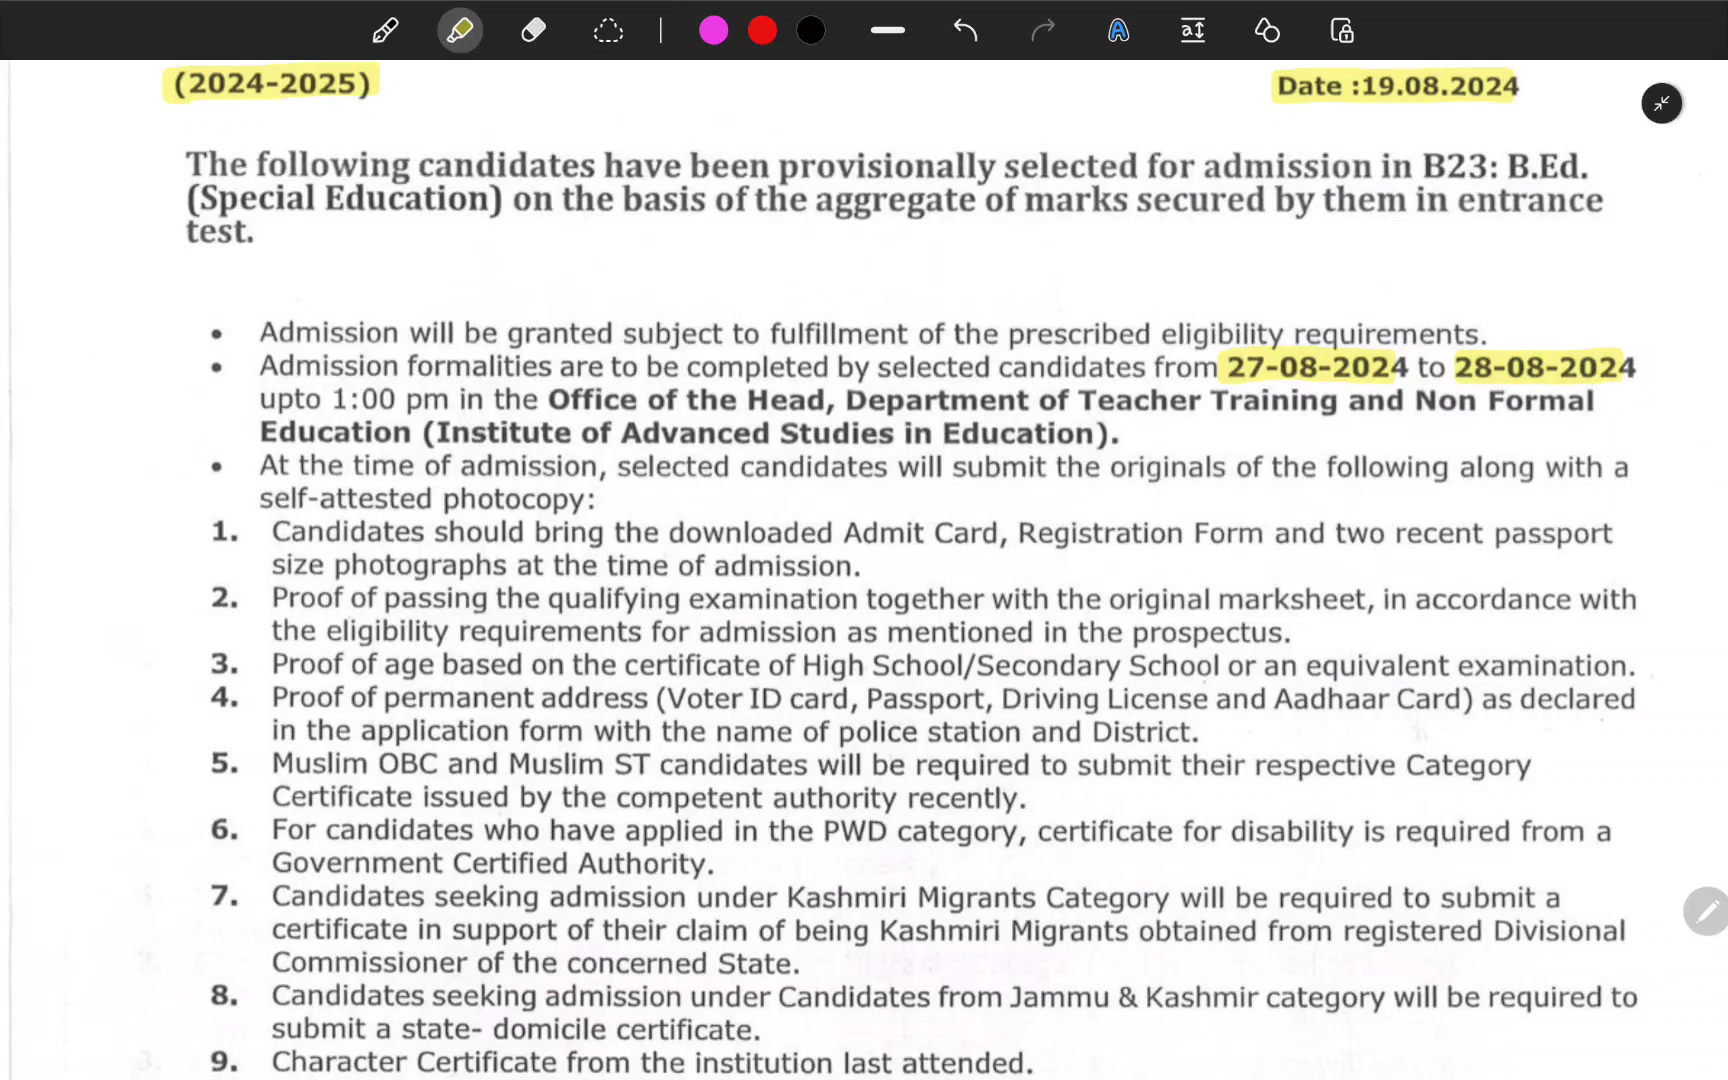 (2024-2025)
Date :19.08.2024
The following candidates have been provisionally selected for admission in B23: B.Ed.
(Special Education) on the basis of the aggregate of marks secured by them in entrance
test.
• Admission will be granted subject to fulfillment of the prescribed eligibility requirements.
• Admission formalities are to be completed by selected candidates from 27-08-2024 to 28-08-2024
upto 1:00 pm in the Office of the Head, Department of Teacher Training and Non Formal
Education (Institute of Advanced Studies in Education).
• At the time of admission, selected candidates will submit the originals of the following along with a
self-attested photocopy:
1. Candidates should bring the downloaded Admit Card, Registration Form and two recent passport
size photographs at the time of admission.
2. Proof of passing the qualifying examination together with the original marksheet, in accordance with
the eligibility requirements for admission as mentioned in the prospectus.
3. Proof of age based on the certificate of High School/Secondary School or an equivalent examination.
4. Proof of permanent address (Voter ID card, Passport, Driving License and Aadhaar Card) as declared
in the application form with the name of police station and District.
5. Muslim OBC and Muslim ST candidates will be required to submit their respective Category
Certificate issued by the competent authority recently.
6. For candidates who have applied in the PWD category, certificate for disability is required from a
Government Certified Authority.
7. Candidates seeking admission under Kashmiri Migrants Category will be required to submit a
certificate in support of their claim of being Kashmiri Migrants obtained from registered Divisional
Commissioner of the concerned State.
8. Candidates seeking admission under Candidates from Jammu & Kashmir category will be required to
submit a state- domicile certificate.
9. Character Certificate from the institution last attended.